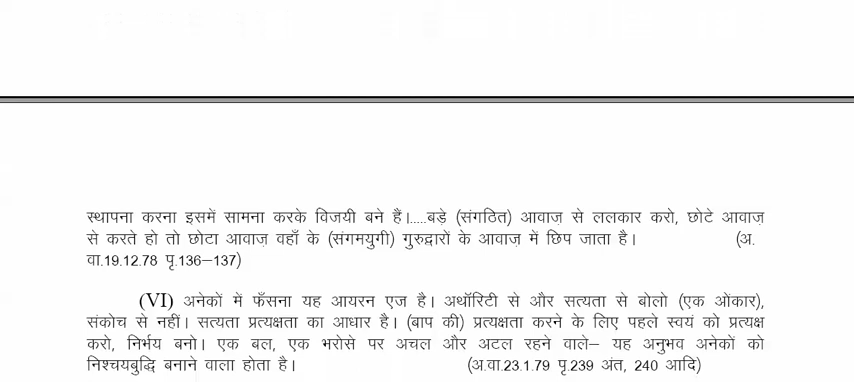 स्थापना करना इसमें सामना करके विजयी बने हैं।.....बड़े (संगठित) आवाज़ से ललकार करो, छोटे आवाज़
से करते हो तो छोटा आवाज़ वहाँ के (संगमयुगी) गुरुद्वारों के आवाज़ में छिप जाता है। (अ.
वा.19.12.78 पृ.136–137)
(VI) अनेकों में फँसना यह आयरन एज है। अथॉरिटी से और सत्यता से बोलो (एक ओंकार),
संकोच से नहीं। सत्यता प्रत्यक्षता का आधार है। (बाप की) प्रत्यक्षता करने के लिए पहले स्वयं को प्रत्यक्ष
करो, निर्भय बनो। एक बल, एक भरोसे पर अचल और अटल रहने वाले– यह अनुभव अनेकों को
निश्चयबुद्धि बनाने वाला होता है। (अ.वा.23.1.79 पृ.239 अंत, 240 आदि)